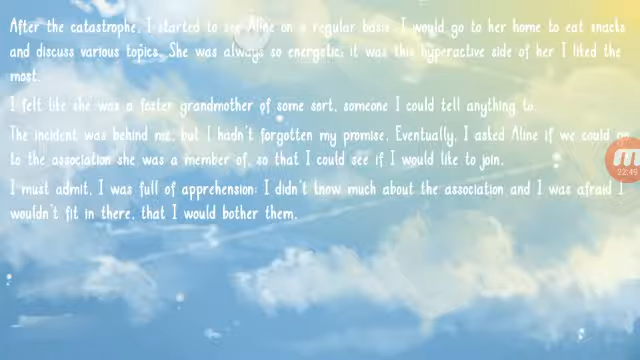 After the catastrophe, I started to see Aline on a regular basis. I would go to her home to eat snacks
and discuss various topics. She was always so energetic; it was this hyperactive side of her I liked the
most.
I felt like she was a foster grandmother of some sort, someone I could tell anything to.
The incident was behind me, but I hadn't forgotten my promise. Eventually, I asked Aline if we could go
to the association she was a member of, so that I could see if I would like to join.
I must admit, I was full of apprehension: I didn't know much about the association and I was afraid I
wouldn't fit in there, that I would bother them.
22:49